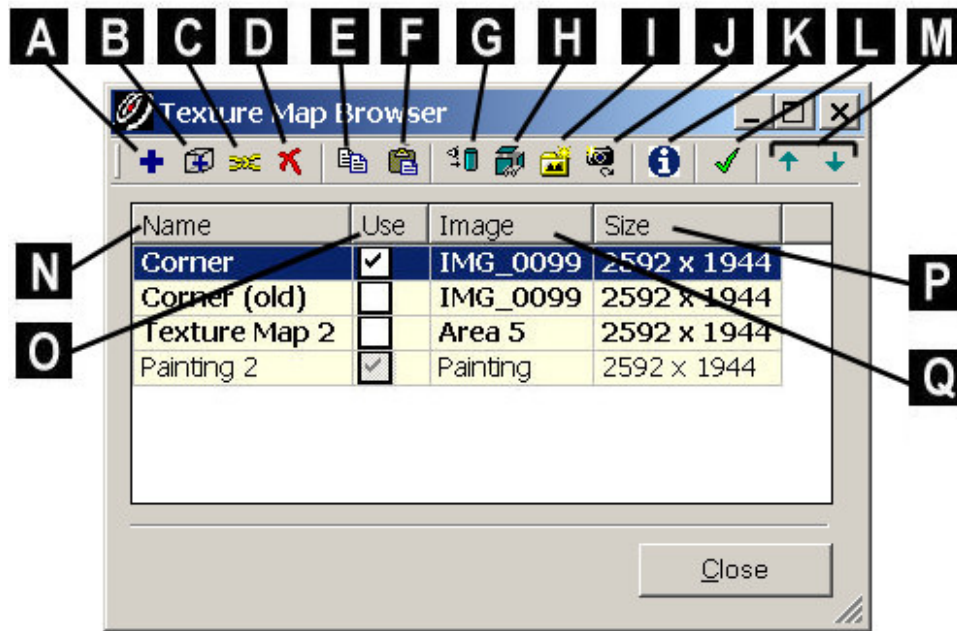 A B C D E F G H I J K L M
Texture Map Browser
Name Use Image Size
N
Corner IMG_0099 2592 x 1944
P
Corner (old) IMG_0099 2592 x 1944
O
Texture Map 2 Area 5 2592 x 1944
Painting 2 Painting 2592 x 1944
Q
Close